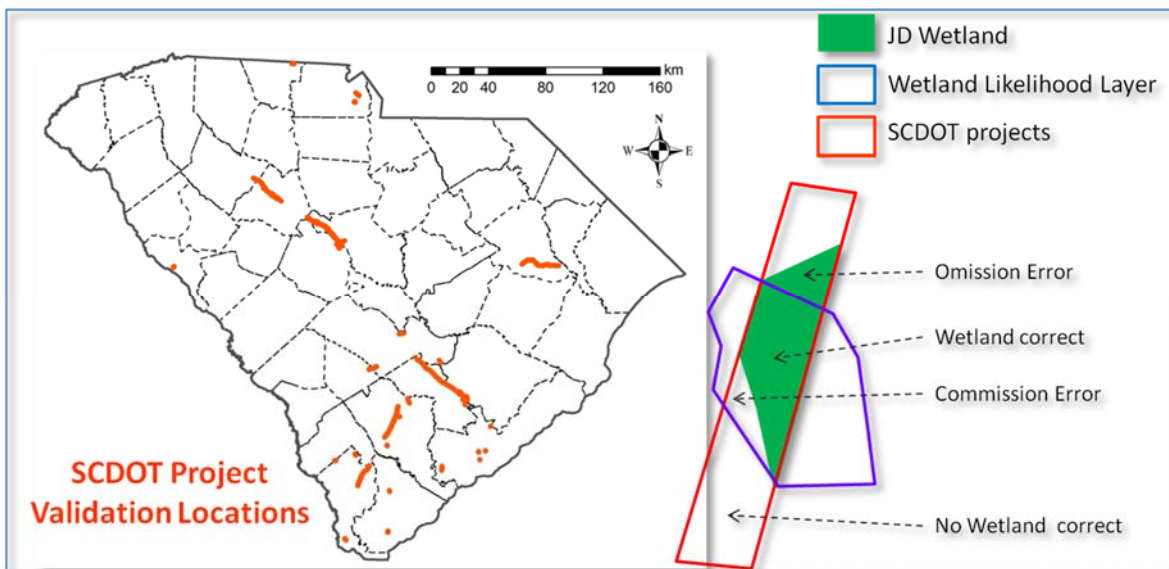 JD Wetland
Wetland Likelihood Layer
SCDOT projects
km
0 20 40 80 120 160
N
W E
S
Omission Error
Wetland correct
Commission Error
No Wetland correct
SCDOT Project
Validation Locations